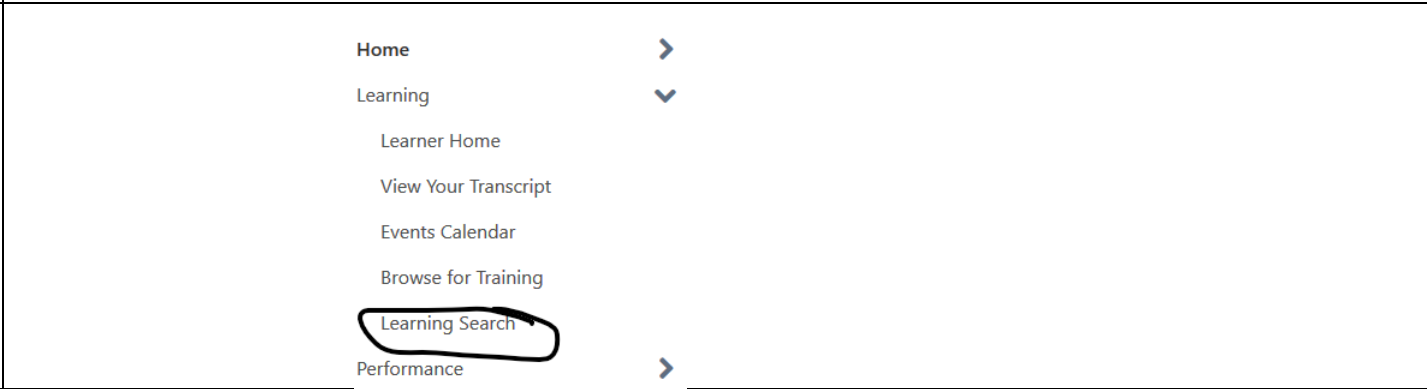 Home
Learning
Learner Home
View Your Transcript
Events Calendar
Browse for Training
Learning Search
Performance